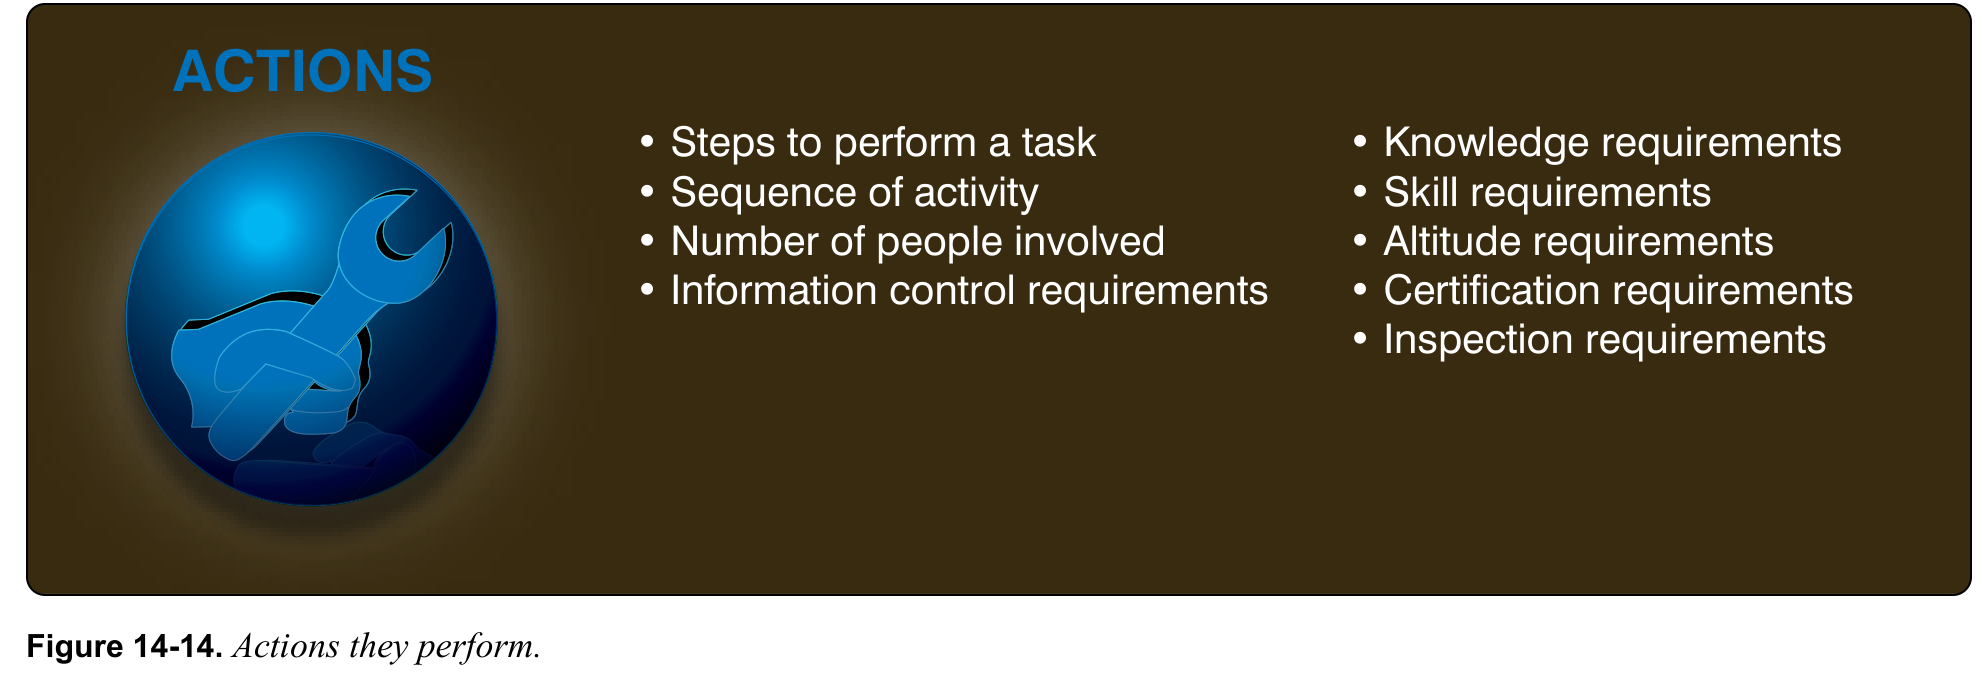 ACTIONS
• Steps to perform a task
• Sequence of activity
• Number of people involved
• Information control requirements
• Knowledge requirements
• Skill requirements
• Altitude requirements
• Certification requirements
• Inspection requirements
Figure 14-14. Actions they perform.